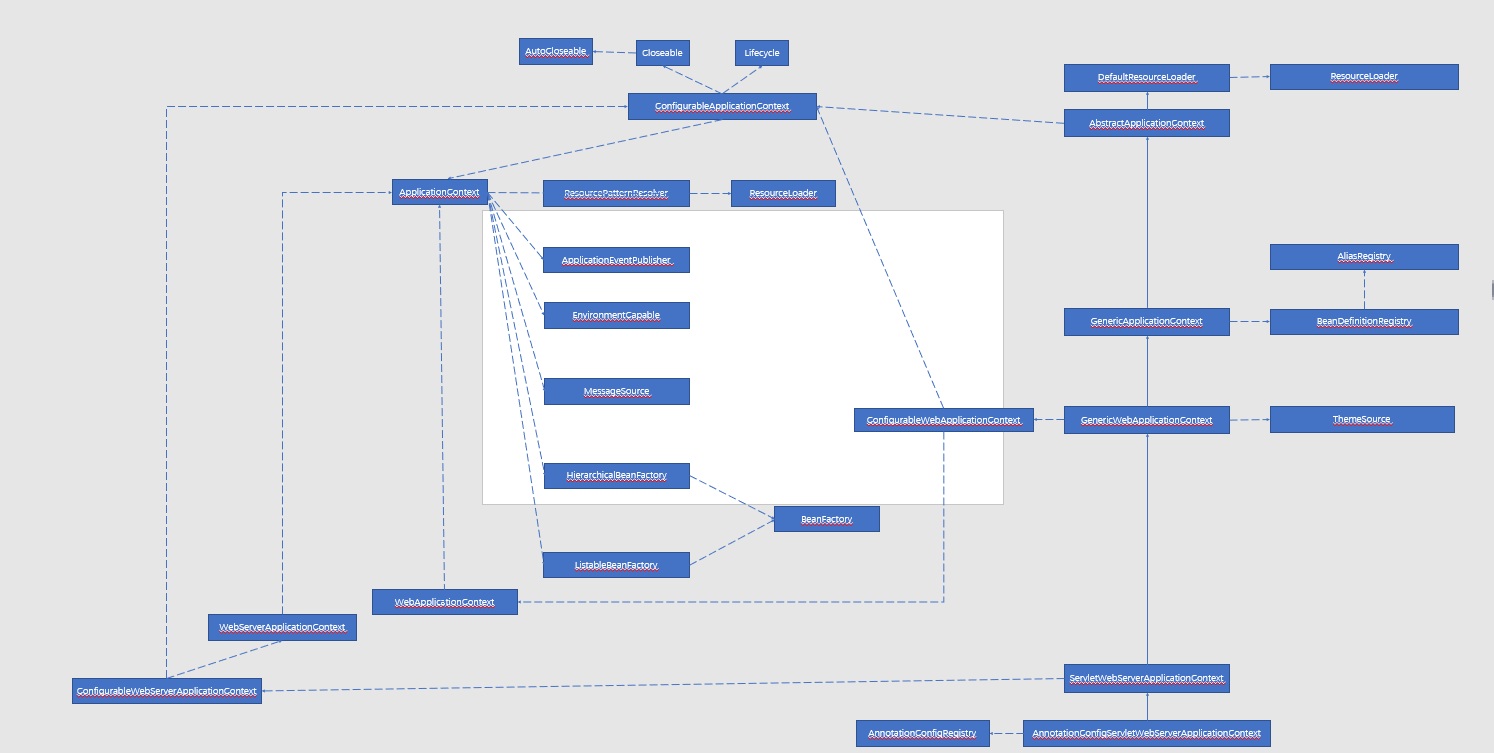 AutoCloseable
Closeable
Lifecycle
DefaultResourceLoader
ResourceLoader
ConfigurableApplicationContext
AbstractApplicationContext
ApplicationContext
ResourcePatternResolver
ResourceLoader
ApplicationEventPublisher
AliasRegistry
EnvironmentCapable
GenericApplicationContext
BeanDefinitionRegistry
MessageSource
ConfigurableWebApplicationContext
GenericWebApplicationContext
ThemeSource
HierarchicalBeanFactory
BeanFactory
ListableBeanFactory
WebApplicationContext
WebServerApplicationContext
ConfigurableWebServerApplicationContext
ServletWebServerApplicationContext
AnnotationConfigRegistry
AnnotationConfigServletWebServerApplicationContext